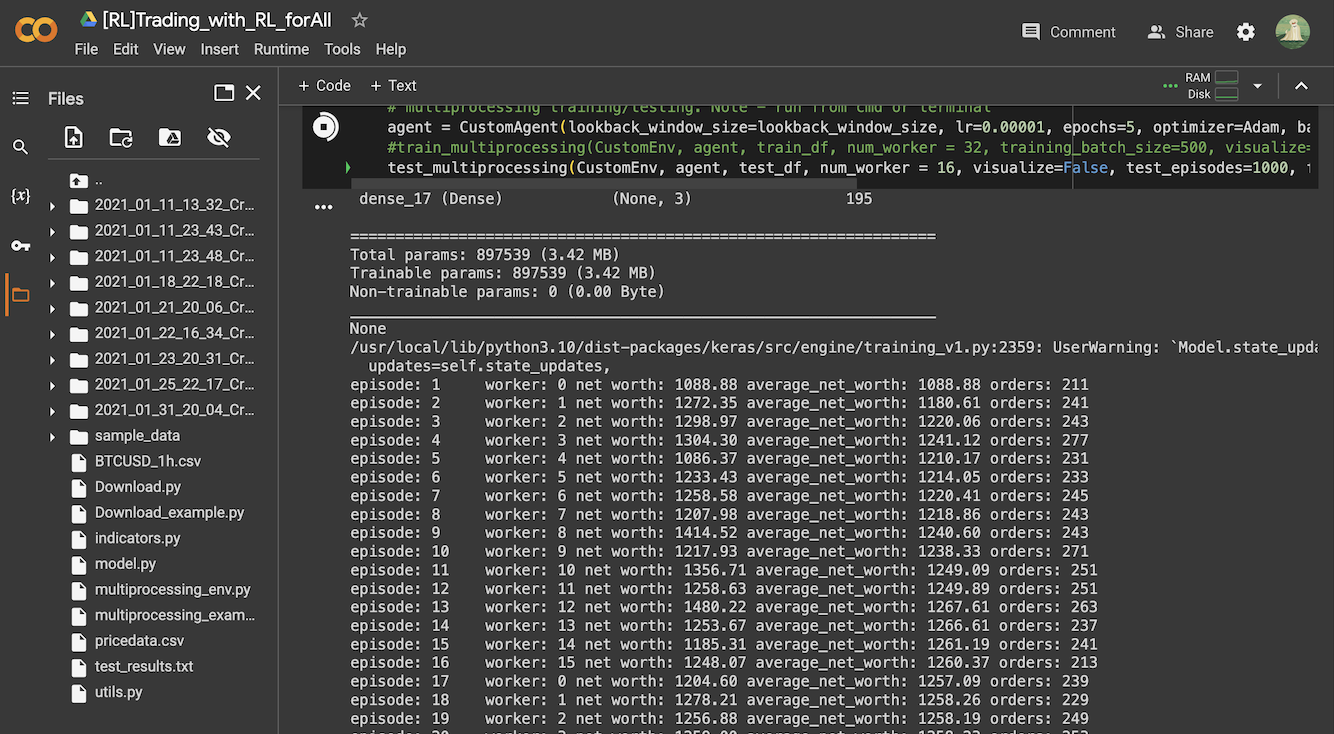 [RL]Trading_with_RL_forAll
File Edit View Insert Runtime Tools Help
Comment
Share
Files
+ Code + Text
RAM
Disk
{x}
..
2021_01_11_13_32_Cr...
2021_01_11_23_43_Cr...
2021_01_11_23_48_Cr...
2021_01_18_22_18_Cr...
2021_01_21_20_06_Cr...
2021_01_22_16_34_Cr...
2021_01_23_20_31_Cr...
2021_01_25_22_17_Cr...
2021_01_31_20_04_Cr...
sample_data
BTCUSD_1h.csv
Download.py
Download_example.py
indicators.py
model.py
multiprocessing_env.py
multiprocessing_exam...
pricedata.csv
test_results.txt
utils.py
# multiprocessing training/testing. Note - run from cmd or terminal
agent = CustomAgent(lookback_window_size=lookback_window_size, lr=0.00001, epochs=5, optimizer=Adam, ba
#train_multiprocessing(CustomEnv, agent, train_df, num_worker = 32, training_batch_size=500, visualize=
test_multiprocessing(CustomEnv, agent, test_df, num_worker = 16, visualize=False, test_episodes=1000,
dense_17 (Dense) (None, 3) 195
=================================================================
Total params: 897539 (3.42 MB)
Trainable params: 897539 (3.42 MB)
Non-trainable params: 0 (0.00 Byte)
_________________________________________________________________
None
/usr/local/lib/python3.10/dist-packages/keras/src/engine/training_v1.py:2359: UserWarning: `Model.state_upda
updates=self.state_updates,
episode: 1 worker: 0 net worth: 1088.88 average_net_worth: 1088.88 orders: 211
episode: 2 worker: 1 net worth: 1272.35 average_net_worth: 1180.61 orders: 241
episode: 3 worker: 2 net worth: 1298.97 average_net_worth: 1220.06 orders: 243
episode: 4 worker: 3 net worth: 1304.30 average_net_worth: 1241.12 orders: 277
episode: 5 worker: 4 net worth: 1086.37 average_net_worth: 1210.17 orders: 231
episode: 6 worker: 5 net worth: 1233.43 average_net_worth: 1214.05 orders: 233
episode: 7 worker: 6 net worth: 1258.58 average_net_worth: 1220.41 orders: 245
episode: 8 worker: 7 net worth: 1207.98 average_net_worth: 1218.86 orders: 243
episode: 9 worker: 8 net worth: 1414.52 average_net_worth: 1240.60 orders: 243
episode: 10 worker: 9 net worth: 1217.93 average_net_worth: 1238.33 orders: 271
episode: 11 worker: 10 net worth: 1356.71 average_net_worth: 1249.09 orders: 251
episode: 12 worker: 11 net worth: 1258.63 average_net_worth: 1249.89 orders: 251
episode: 13 worker: 12 net worth: 1480.22 average_net_worth: 1267.61 orders: 263
episode: 14 worker: 13 net worth: 1253.67 average_net_worth: 1266.61 orders: 237
episode: 15 worker: 14 net worth: 1185.31 average_net_worth: 1261.19 orders: 241
episode: 16 worker: 15 net worth: 1248.07 average_net_worth: 1260.37 orders: 213
episode: 17 worker: 0 net worth: 1204.60 average_net_worth: 1257.09 orders: 239
episode: 18 worker: 1 net worth: 1278.21 average_net_worth: 1258.26 orders: 229
episode: 19 worker: 2 net worth: 1256.88 average_net_worth: 1258.19 orders: 249